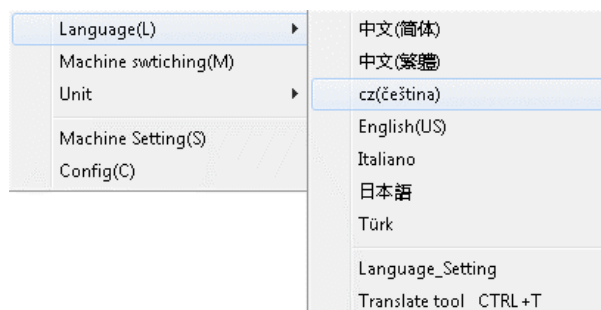 Language(L)
Machine swtiching(M)
Unit
Machine Setting(S)
Config(C)
中文(简体)
中文(繁體)
cz(čeština)
English(US)
Italiano
日本語
Türk
Language_Setting
Translate tool CTRL+T